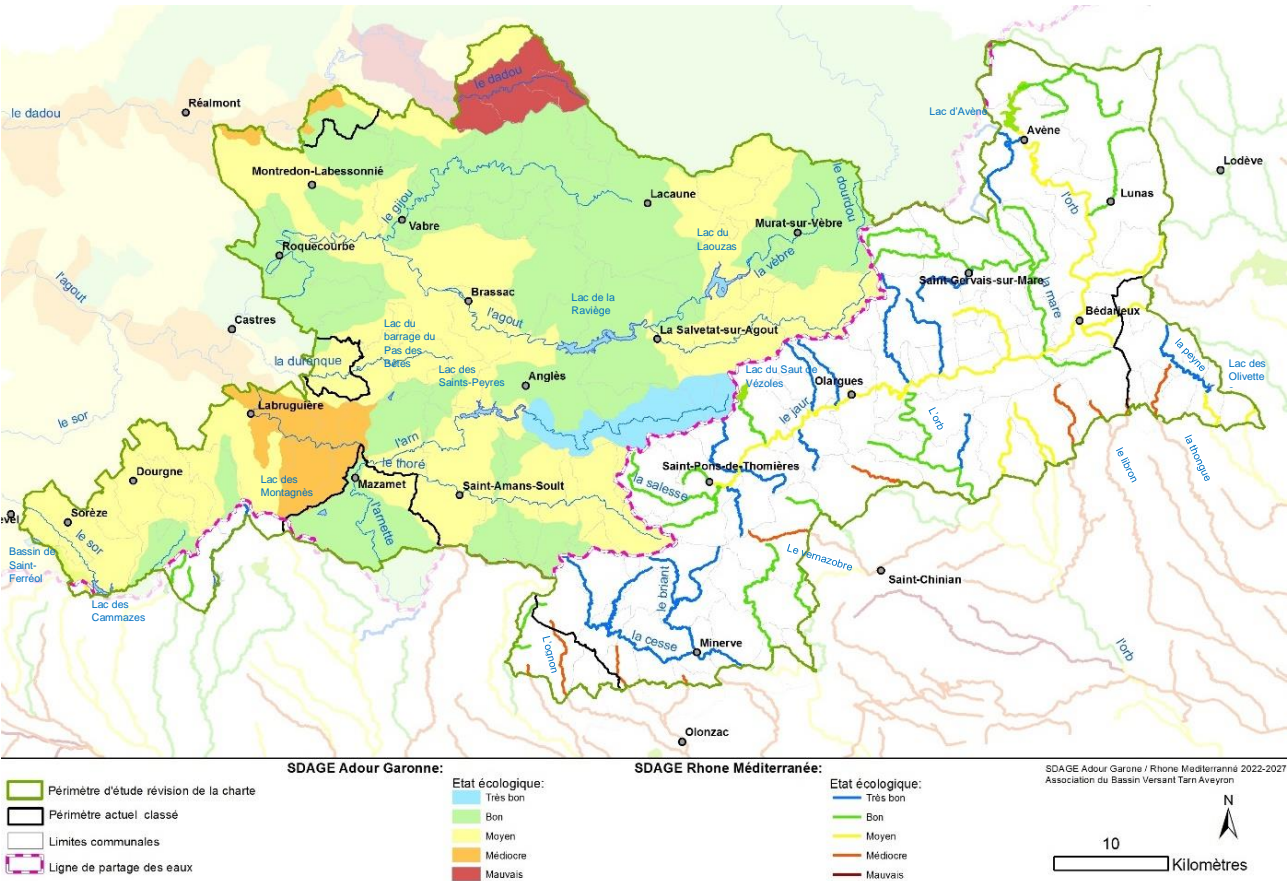 le dadou
le dadou
Réalmont
Lac d'Avène
Avène
Lodève
Montredon-Labessonnié
le dourdou
l'orb
Lunas
Lacaune
le gijou
Vabre
Murat-sur-Vèbre
Lac du
Laouzas
la vèbre
Roquecourbe
l'agout
Saint-Gervais-sur-Mare
la mare
Brassac
Lac de la
Raviège
Bédarieux
Castres
l'agout
La Salvetat-sur-Agout
Lac du
barrage du
Pas des
Bêtes
la durenque
la peyne
Lac des
Olivette
Lac des
Saints-Peyres
Anglès
Lac du Saut de
Vézoles
Olargues
le jaur
L'orb
Labruguière
le sor
l'arn
le thoré
le libron
la thongue
Dourgne
Lac des
Montagnès
Mazamet
Saint-Amans-Soult
Saint-Pons-de-Thomières
la salesse
l'arnette
Sorèze
evel
le sor
Bassin de
Saint-
Ferréol
Le vernazobre
Saint-Chinian
Lac des
Cammazes
le briant
la cesse
Minerve
L'ognon
l'orb
Olonzac
SDAGE Adour Garonne:
SDAGE Rhone Méditerranée:
SDAGE Adour Garone / Rhone Mediterranné 2022-2027
Association du Bassin Versant Tarn Aveyron
Périmètre d'étude révision de la charte
Périmètre actuel classé
Limites communales
Ligne de partage des eaux
Etat écologique:
Très bon
Bon
Moyen
Médiocre
Mauvais
Etat écologique:
Très bon
Bon
Moyen
Médiocre
Mauvais
N
10
Kilomètres